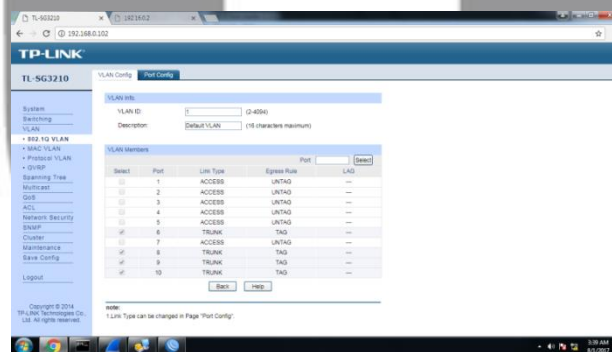 TL-SG3210
192.16.0.2
192.168.0.102
TP-LINK
TL-SG3210
VLAN Config Port Config
System
Switching
VLAN
• 802.1Q VLAN
• MAC VLAN
• Protocol VLAN
• GVRP
Spanning Tree
Multicast
QoS
ACL
Network Security
SNMP
Cluster
Maintenance
Save Config
Logout
Copyright © 2014
TP-LINK Technologies Co.,
Ltd. All rights reserved.
VLAN Info.
VLAN ID: 1 (2-4094)
Description: Default VLAN (16 characters maximum)
VLAN Members
Port Select
Select Port Link Type Egress Rule LAG
1 ACCESS UNTAG ---
2 ACCESS UNTAG ---
3 ACCESS UNTAG ---
4 ACCESS UNTAG ---
5 ACCESS UNTAG ---
6 TRUNK TAG ---
7 ACCESS UNTAG ---
8 TRUNK TAG ---
9 TRUNK TAG ---
10 TRUNK TAG ---
Back Help
note:
1.Link Type can be changed in Page "Port Config".
3:39 AM
8/1/2017